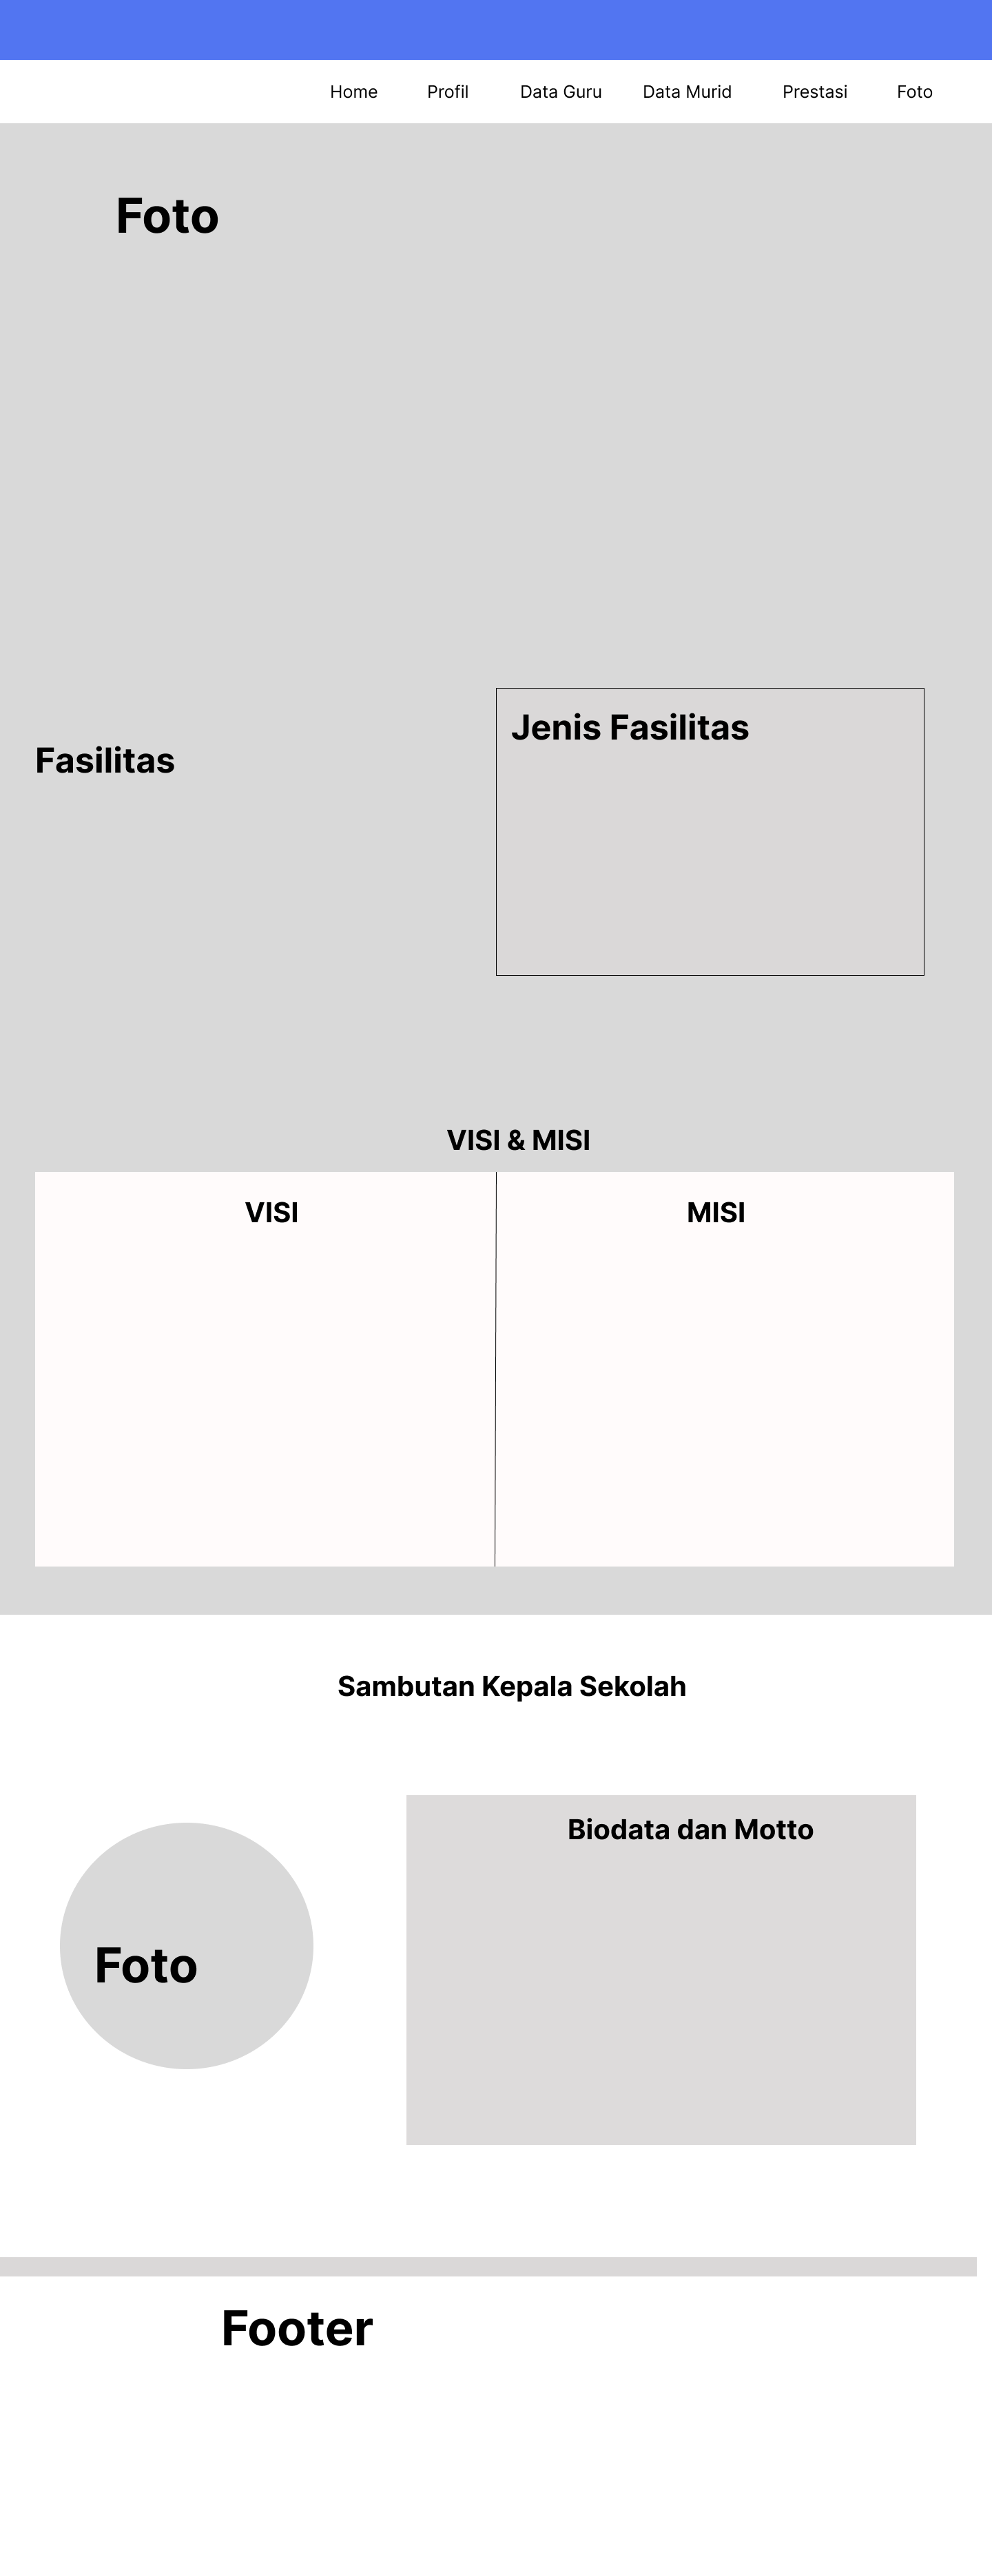 Home Profil Data Guru Data Murid Prestasi Foto
Foto
Fasilitas
Jenis Fasilitas
VISI & MISI
VISI
MISI
Sambutan Kepala Sekolah
Foto
Biodata dan Motto
Footer